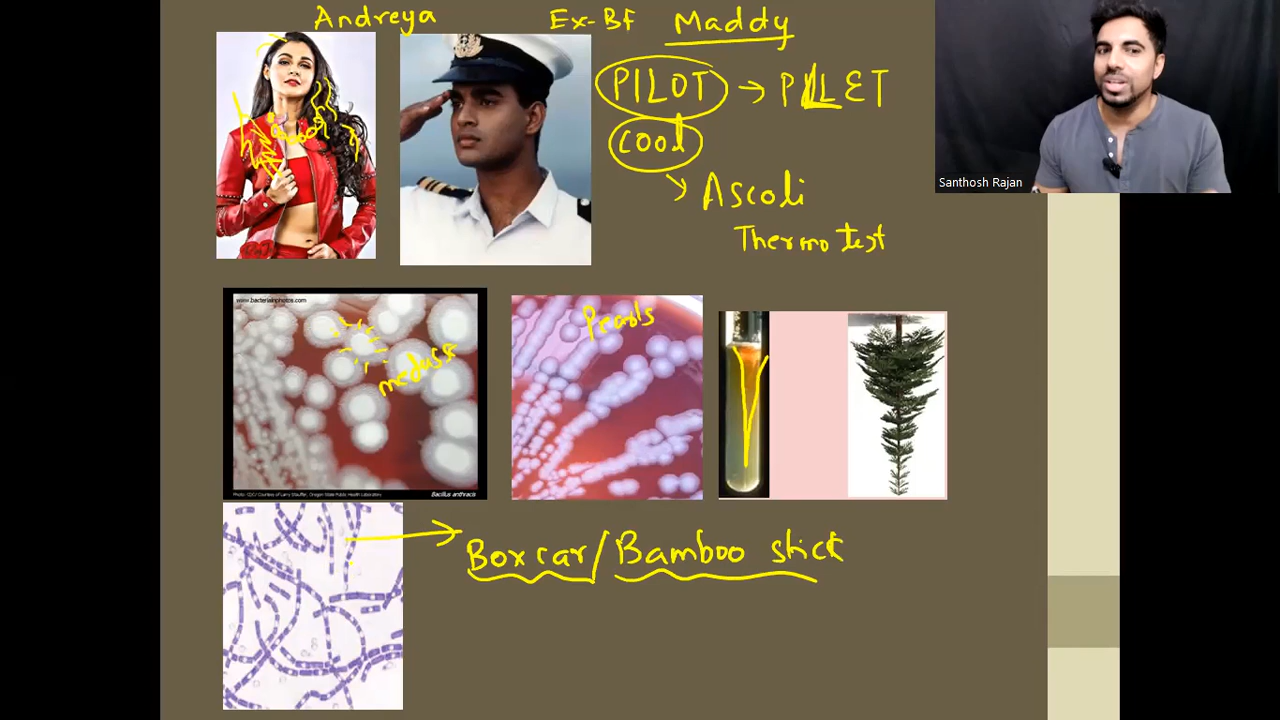 Andreya
Ex-Bf Maddy
PILOT → PLET
Cool
→ Ascoli
Thermo test
Santhosh Rajan
www.bacteriainphotos.com
medusa
Pearls
Bacillus anthracis
Boxcar/Bamboo stick